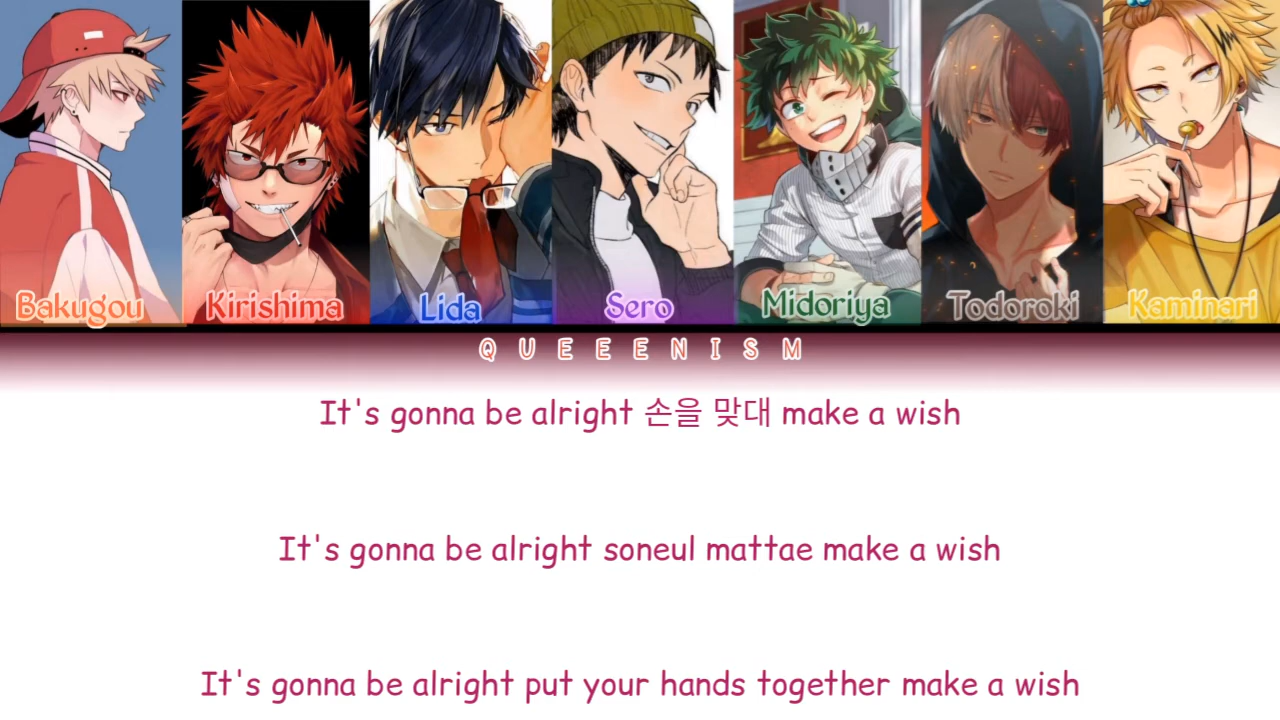 Bakugou Kirishima Lida Sero Midoriya Todoroki Kaminari
QUEEENISM
It's gonna be alright 손을 맞대 make a wish
It's gonna be alright soneul mattae make a wish
It's gonna be alright put your hands together make a wish